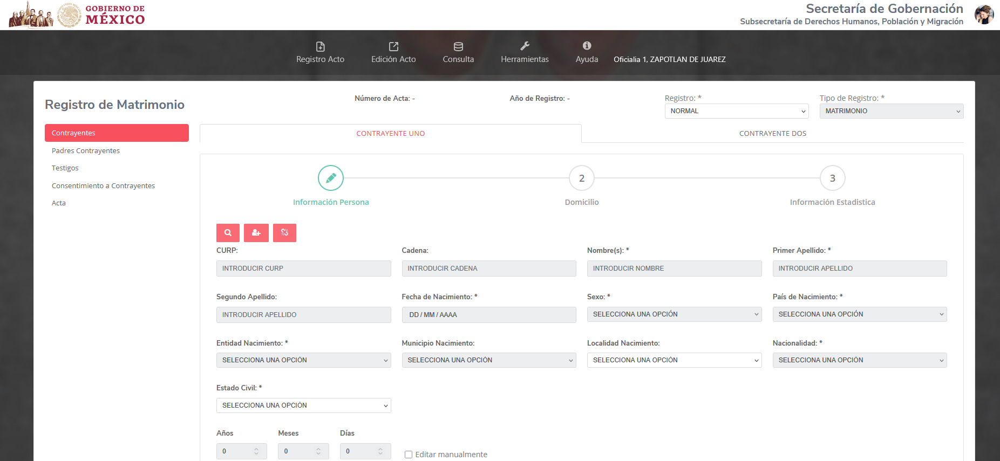 GOBIERNO DE
MÉXICO
Secretaría de Gobernación
Subsecretaría de Derechos Humanos, Población y Migración
Registro Acto
Edición Acto
Consulta
Herramientas
Ayuda
Oficialia 1, ZAPOTLAN DE JUAREZ
Registro de Matrimonio
Número de Acta: -
Año de Registro: -
Registro: *
NORMAL
Tipo de Registro: *
MATRIMONIO
Contrayentes
Padres Contrayentes
Testigos
Consentimiento a Contrayentes
Acta
CONTRAYENTE UNO
CONTRAYENTE DOS
2
3
Información Persona
Domicilio
Información Estadistica
CURP:
Cadena:
Nombre(s): *
Primer Apellido: *
INTRODUCIR CURP
INTRODUCIR CADENA
INTRODUCIR NOMBRE
INTRODUCIR APELLIDO
Segundo Apellido:
Fecha de Nacimiento: *
Sexo: *
País de Nacimiento: *
INTRODUCIR APELLIDO
DD / MM / AAAA
SELECCIONA UNA OPCIÓN
SELECCIONA UNA OPCIÓN
Entidad Nacimiento: *
Municipio Nacimiento:
Localidad Nacimiento:
Nacionalidad: *
SELECCIONA UNA OPCIÓN
SELECCIONA UNA OPCIÓN
SELECCIONA UNA OPCIÓN
SELECCIONA UNA OPCIÓN
Estado Civil: *
SELECCIONA UNA OPCIÓN
Años
Meses
Días
0
0
0
Editar manualmente